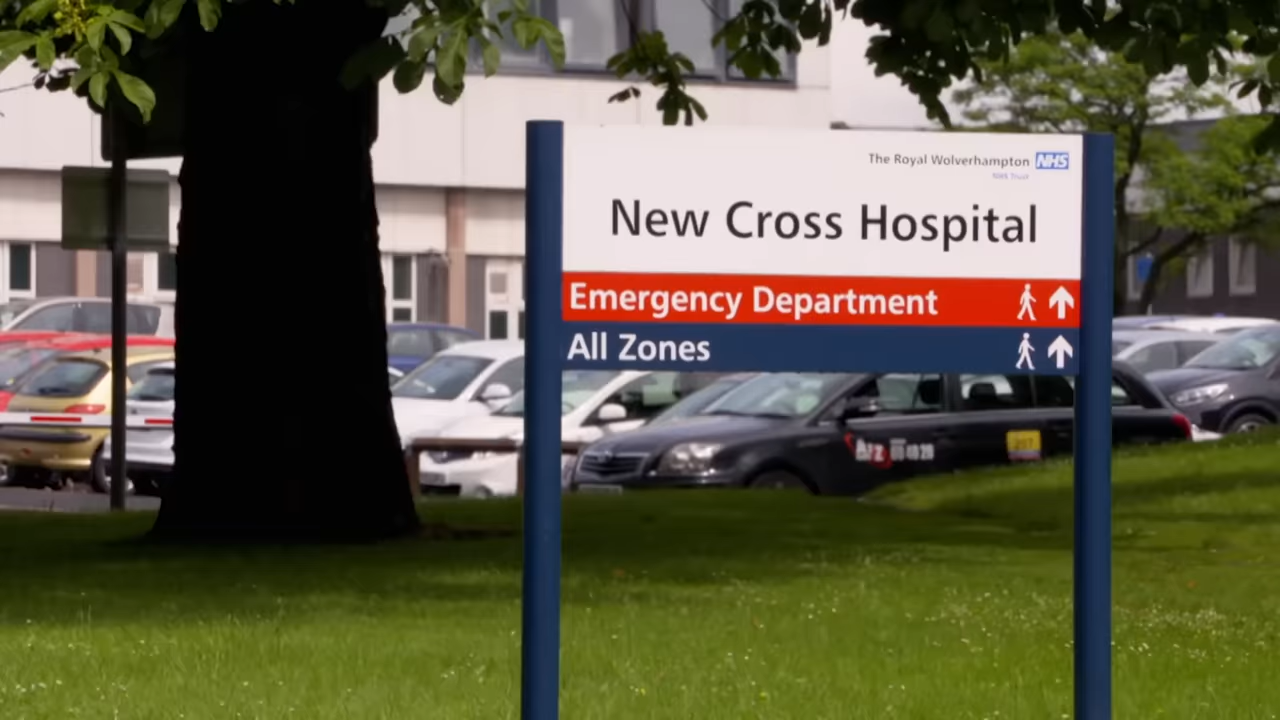 The Royal Wolverhampton NHS
NHS Trust
New Cross Hospital
Emergency Department
All Zones